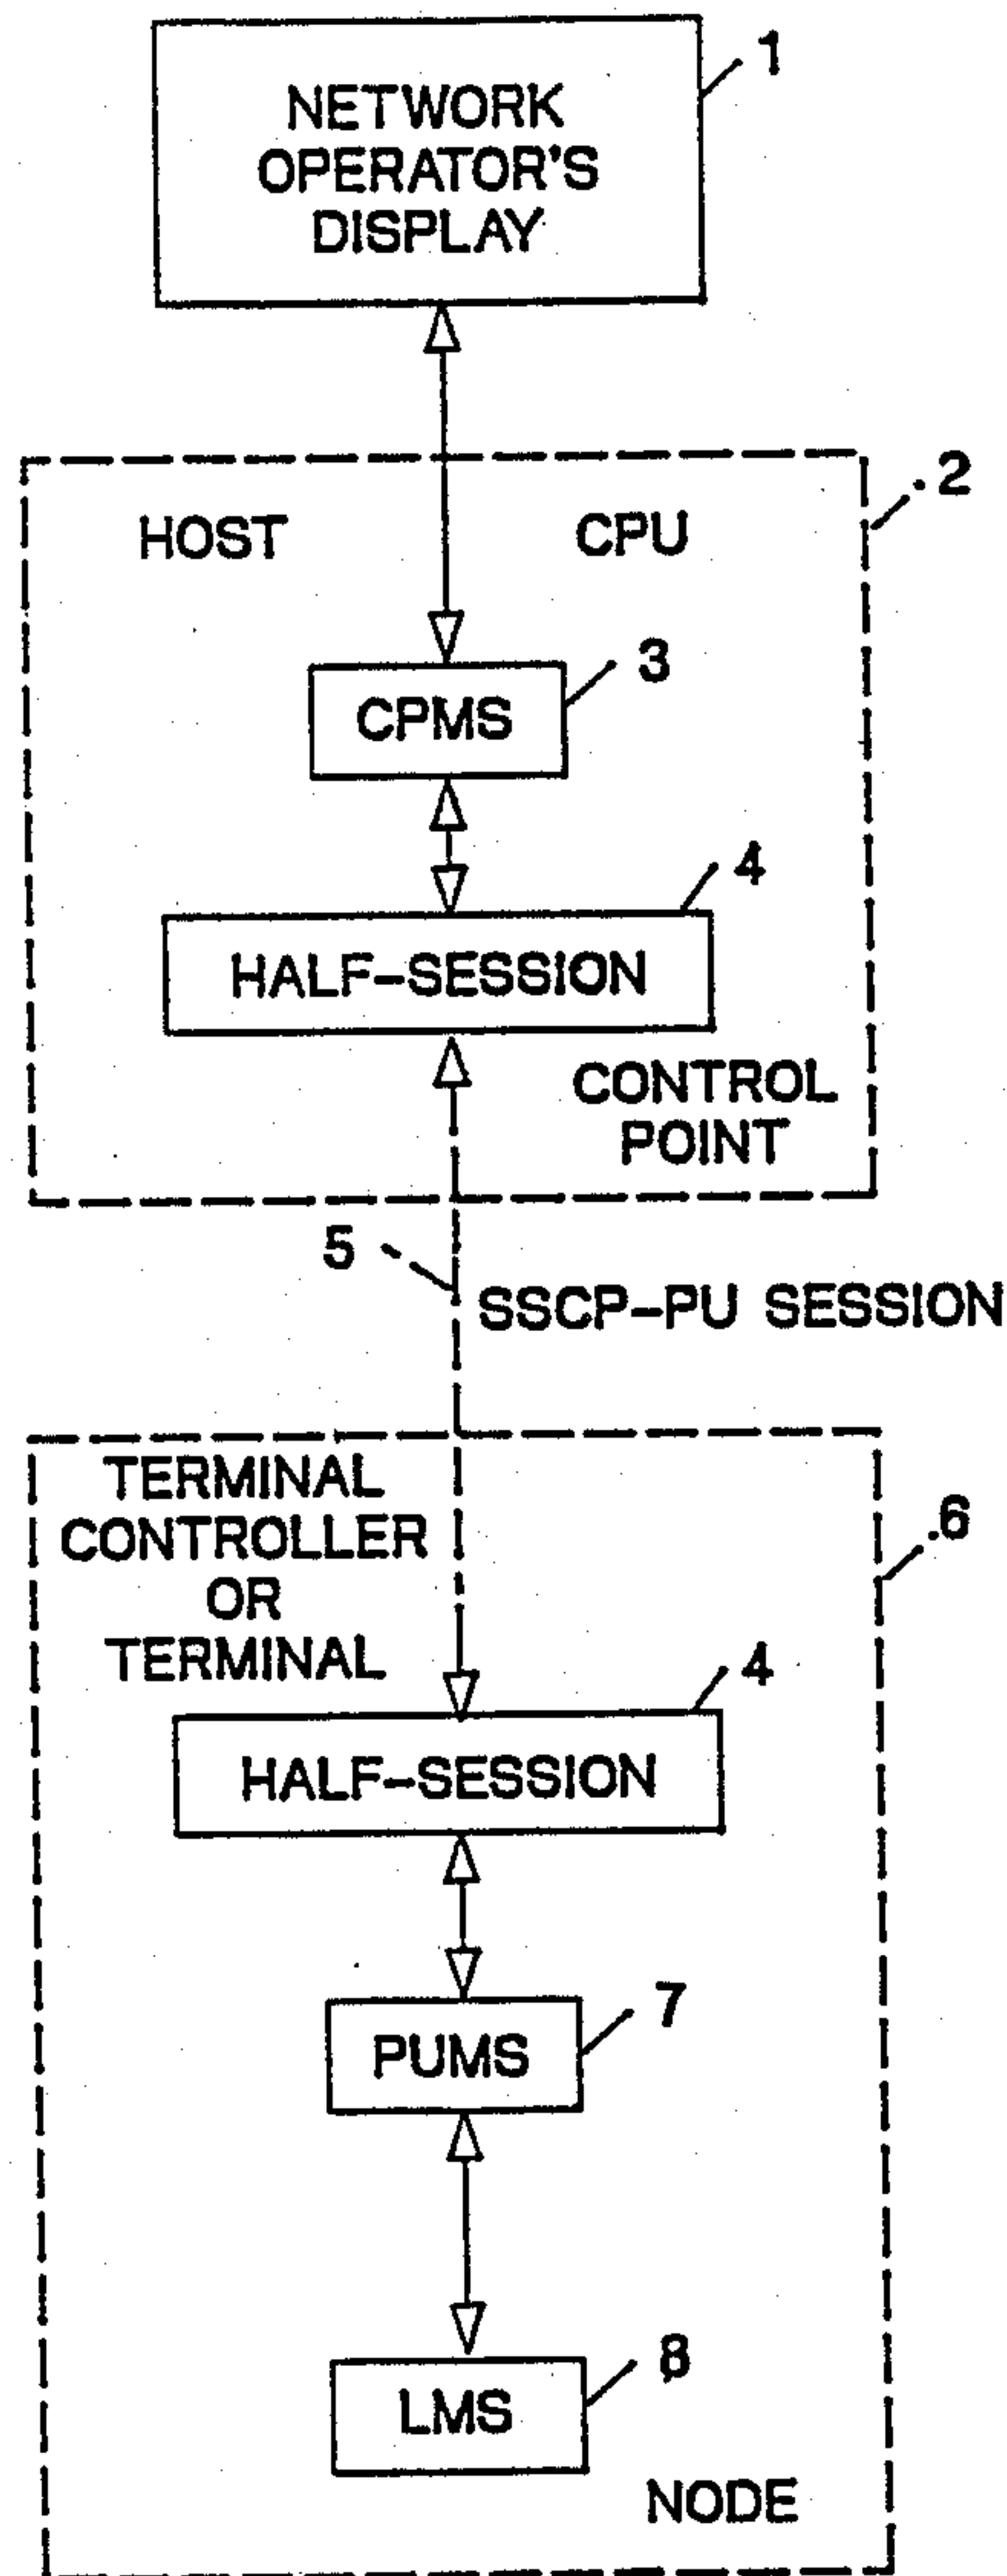 NETWORK
OPERATOR'S
DISPLAY
1
2
HOST CPU
3
CPMS
4
HALF-SESSION
CONTROL
POINT
5
SSCP-PU SESSION
TERMINAL
CONTROLLER
OR
TERMINAL
6
4
HALF-SESSION
7
PUMS
8
LMS
NODE